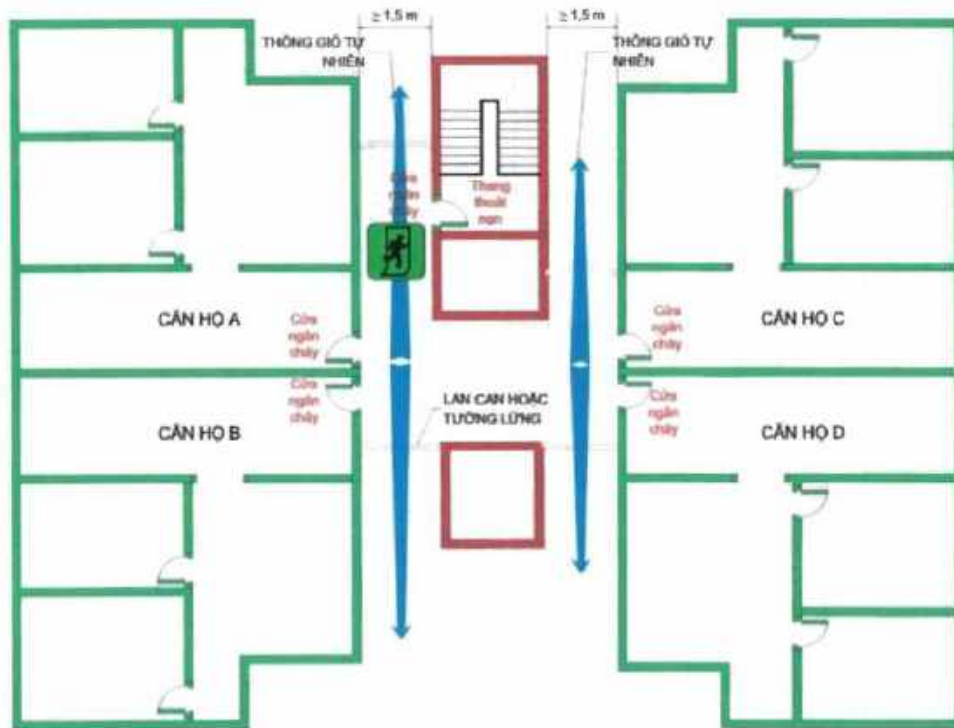 ≥ 1,5 m
≥ 1,5 m
THÔNG GIÓ TỰ
NHIÊN
THÔNG GIÓ TỰ
NHIÊN
Cửa
ngăn
cháy
Thang
thoát
nạn
CĂN HỘ A
Cửa
ngăn
cháy
CĂN HỘ C
Cửa
ngăn
cháy
Cửa
ngăn
cháy
LAN CAN HOẶC
TƯỜNG LỬNG
CĂN HỘ B
Cửa
ngăn
cháy
CĂN HỘ D